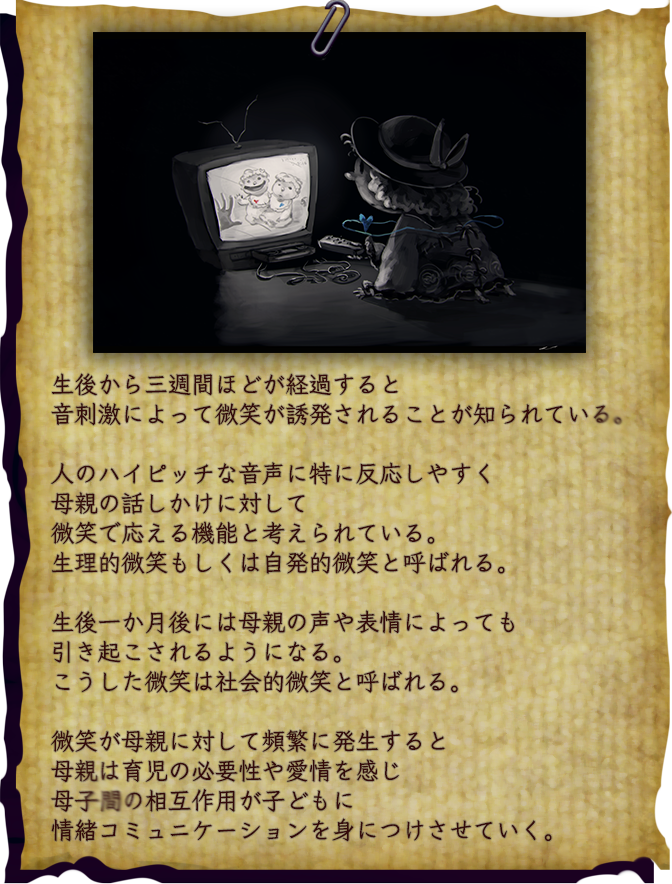 生後から三週間ほどが経過すると
音刺激によって微笑が誘発されることが知られている。
人のハイピッチな音声に特に反応しやすく
母親の話しかけに対して
微笑で応える機能と考えられている。
生理的微笑もしくは自発的微笑と呼ばれる。
生後一か月後には母親の声や表情によっても
引き起こされるようになる。
こうした微笑は社会的微笑と呼ばれる。
微笑が母親に対して頻繁に発生すると
母親は育児の必要性や愛情を感じ
母子間の相互作用が子どもに
情緒コミュニケーションを身につけさせていく。